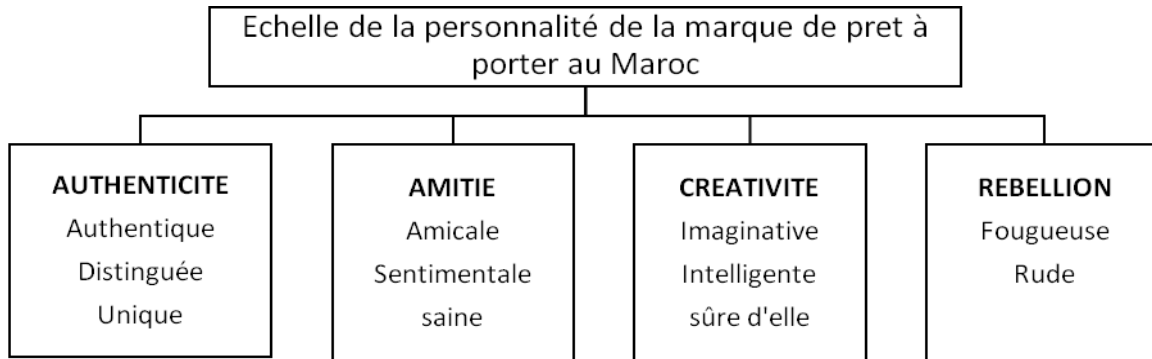 Echelle de la personnalité de la marque de pret à
porter au Maroc
AUTHENTICITE
Authentique
Distinguée
Unique
AMITIE
Amicale
Sentimentale
saine
CREATIVITE
Imaginative
Intelligente
sûre d'elle
REBELLION
Fougueuse
Rude